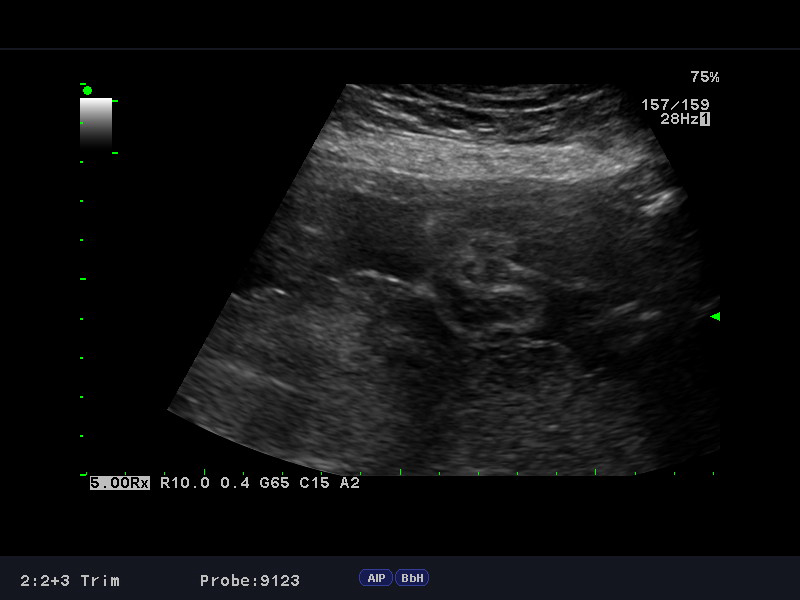 75%
157/159
28Hz1
5.00Rx R10.0 0.4 G65 C15 A2
2:2+3 Trim Probe:9123 AIP BbH